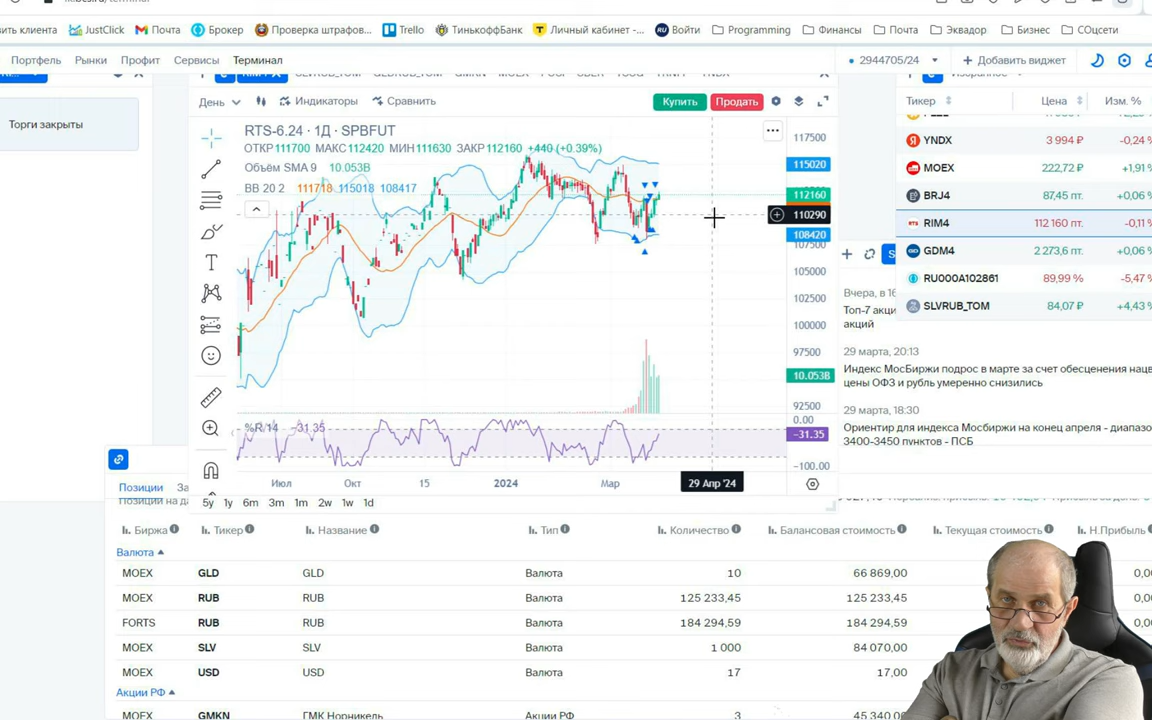 JustClick Почта Брокер Проверка штрафов... Trello ТинькоффБанк Личный кабинет -... Войти Programming Финансы Почта Эквадор Бизнес СОцсети
Портфель Рынки Профит Сервисы Терминал
2944705/24 Добавить виджет
Торги закрыты
День Индикаторы Сравнить Купить Продать
RTS-6.24 · 1Д · SPBFUT
ОТКР111700 МАКС112420 МИН111630 ЗАКР112160 +440 (+0.39%)
Объём SMA 9 10.053B
BB 20 2 111718 115018 108417
117500
115020
112160
110290
108420
107500
105000
102500
100000
97500
10.053B
92500
%R 14 −31.35
0.00
−31.35
−100.00
Июл Окт 15 2024 Мар 29 Апр '24
5y 1y 6m 3m 1m 2w 1w 1d
Тикер Цена Изм. %
YNDX 3 994 ₽ -0,24
MOEX 222,72 ₽ +1,91
BRJ4 87,45 пт. +0,06
RIM4 112 160 пт. -0,11
GDM4 2 273,6 пт. +0,06
RU000A102861 89,99 % -5,47
SLVRUB_TOM 84,07 ₽ +4,43
Вчера, в 16
Топ-7 акци
акций
29 марта, 20:13
Индекс МосБиржи подрос в марте за счет обесценения нац
цены ОФЗ и рубль умеренно снизились
29 марта, 18:30
Ориентир для индекса Мосбиржи на конец апреля - диапазо
3400-3450 пунктов - ПСБ
Позиции За
Биржа Тикер Название Тип Количество Балансовая стоимость Текущая стоимость Н.Прибыль
Валюта
MOEX GLD GLD Валюта 10 66 869,00
MOEX RUB RUB Валюта 125 233,45 125 233,45
FORTS RUB RUB Валюта 184 294,59 184 294,59
MOEX SLV SLV Валюта 1 000 84 070,00
MOEX USD USD Валюта 17 17,00
Акции РФ
MOEX GMKN ГМК Норникель Акции РФ 3 45 340,00